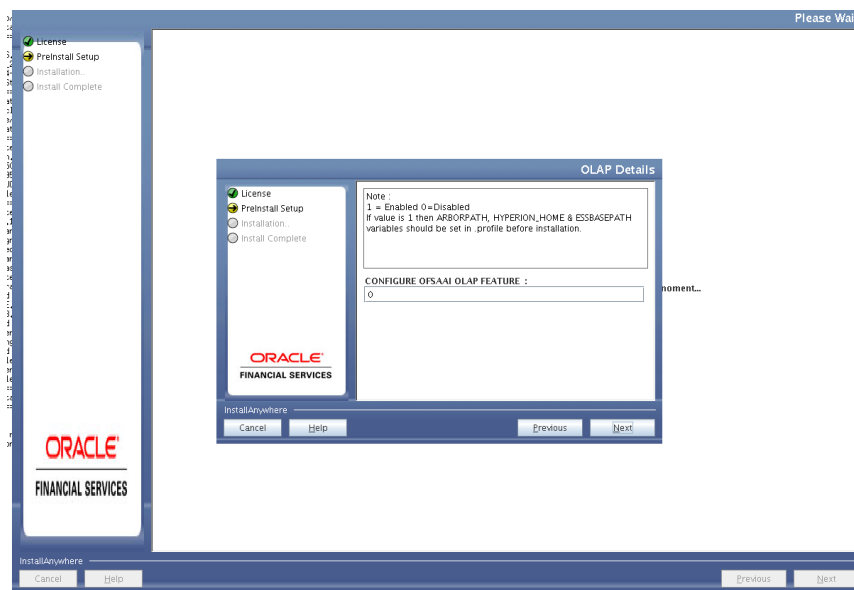 Please Wai
License
PreInstall Setup
Installation..
Install Complete
OLAP Details
License
PreInstall Setup
Installation..
Install Complete
Note :
1 = Enabled 0=Disabled
If value is 1 then ARBORPATH, HYPERION_HOME & ESSBASEPATH
variables should be set in .profile before installation.
CONFIGURE OFSAAI OLAP FEATURE :
0
noment...
ORACLE'
FINANCIAL SERVICES
InstallAnywhere
Cancel Help Previous Next
ORACLE'
FINANCIAL SERVICES
InstallAnywhere
Cancel Help Previous Next